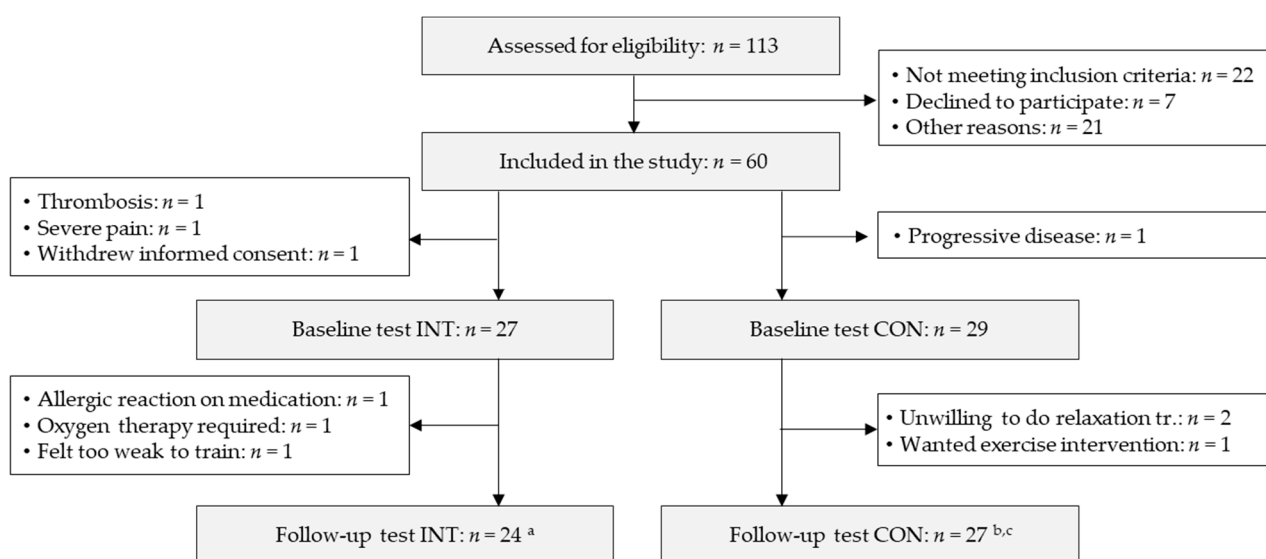 Assessed for eligibility: n = 113
• Not meeting inclusion criteria: n = 22
• Declined to participate: n = 7
• Other reasons: n = 21
Included in the study: n = 60
• Thrombosis: n = 1
• Severe pain: n = 1
• Withdrew informed consent: n = 1
• Progressive disease: n = 1
Baseline test INT: n = 27
Baseline test CON: n = 29
• Allergic reaction on medication: n = 1
• Oxygen therapy required: n = 1
• Felt too weak to train: n = 1
• Unwilling to do relaxation tr.: n = 2
• Wanted exercise intervention: n = 1
Follow-up test INT: n = 24 a
Follow-up test CON: n = 27 b,c